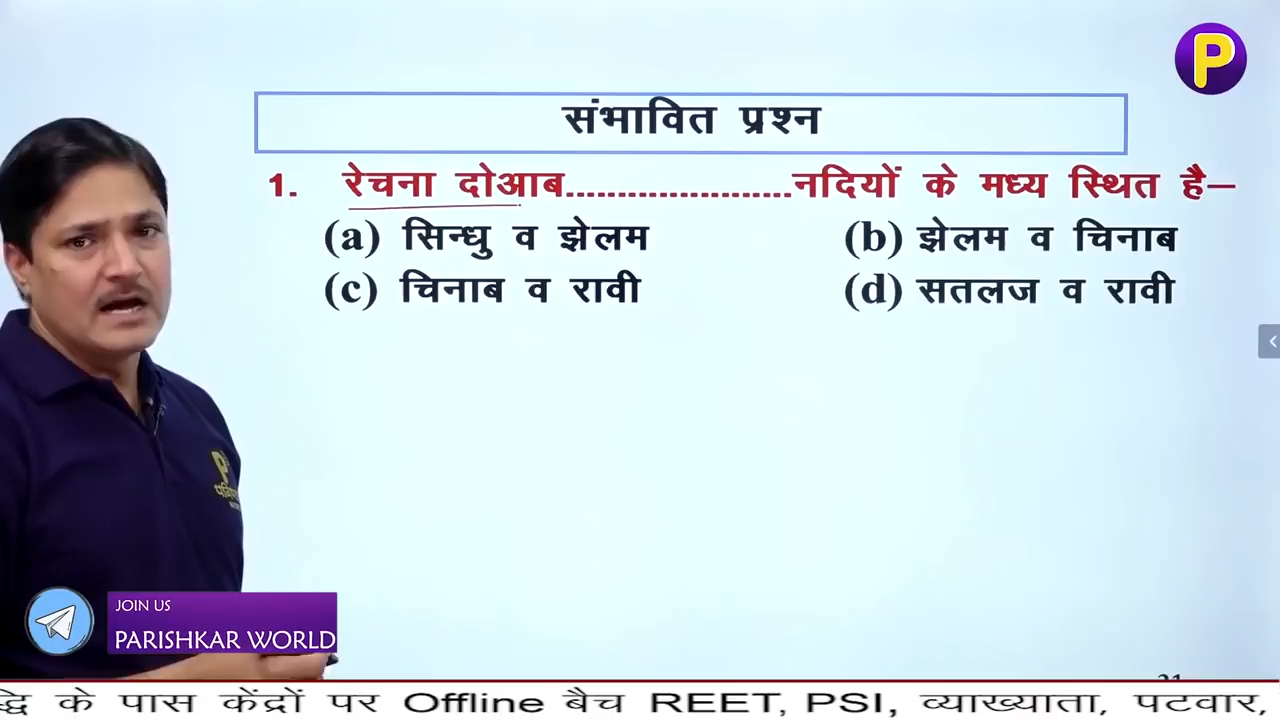 P
संभावित प्रश्न
1. रेचना दोआब......................नदियों के मध्य स्थित है–
(a) सिन्धु व झेलम (b) झेलम व चिनाब
(c) चिनाब व रावी (d) सतलज व रावी
JOIN US
PARISHKAR WORLD
के पास केंद्रों पर Offline बैच REET, PSI, व्याख्याता, पटवार,